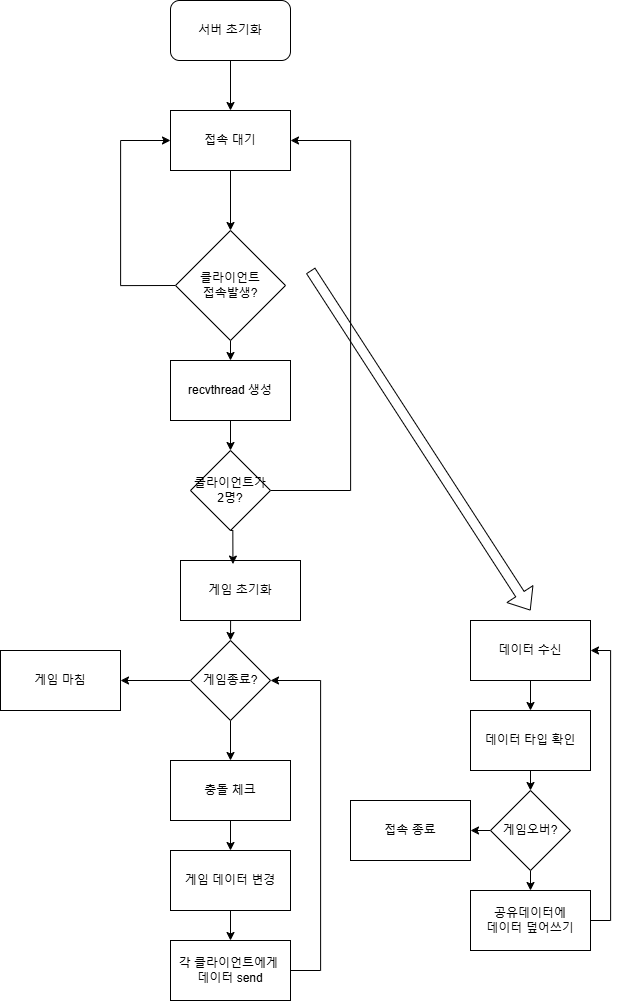 서버 초기화
접속 대기
클라이언트
접속발생?
recvthread 생성
클라이언트가
2명?
게임 초기화
게임종료?
게임 마침
충돌 체크
게임 데이터 변경
각 클라이언트에게
데이터 send
데이터 수신
데이터 타입 확인
게임오버?
접속 종료
공유데이터에
데이터 덮어쓰기